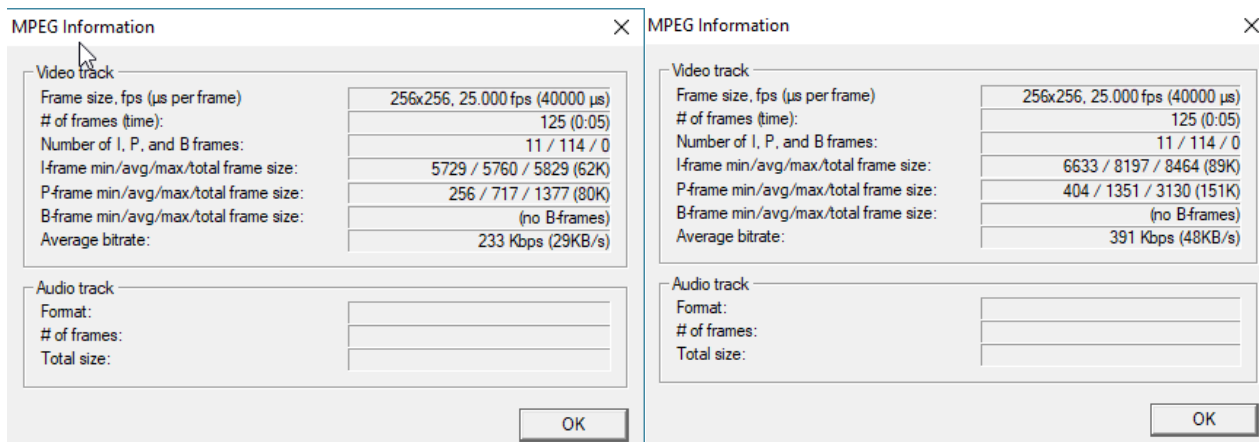 MPEG Information
Video track
Frame size, fps (µs per frame) 256x256, 25.000 fps (40000 µs)
# of frames (time): 125 (0:05)
Number of I, P, and B frames: 11 / 114 / 0
I-frame min/avg/max/total frame size: 5729 / 5760 / 5829 (62K)
P-frame min/avg/max/total frame size: 256 / 717 / 1377 (80K)
B-frame min/avg/max/total frame size: (no B-frames)
Average bitrate: 233 Kbps (29KB/s)
Audio track
Format:
# of frames:
Total size:
OK
MPEG Information
Video track
Frame size, fps (µs per frame) 256x256, 25.000 fps (40000 µs)
# of frames (time): 125 (0:05)
Number of I, P, and B frames: 11 / 114 / 0
I-frame min/avg/max/total frame size: 6633 / 8197 / 8464 (89K)
P-frame min/avg/max/total frame size: 404 / 1351 / 3130 (151K)
B-frame min/avg/max/total frame size: (no B-frames)
Average bitrate: 391 Kbps (48KB/s)
Audio track
Format:
# of frames:
Total size:
OK